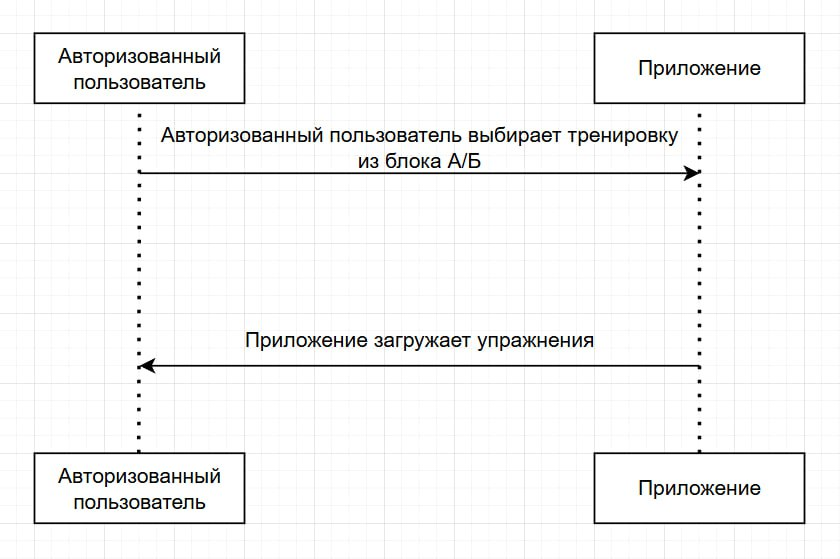 Авторизованный
пользователь
Приложение
Авторизованный пользователь выбирает тренировку
из блока А/Б
Приложение загружает упражнения
Авторизованный
пользователь
Приложение